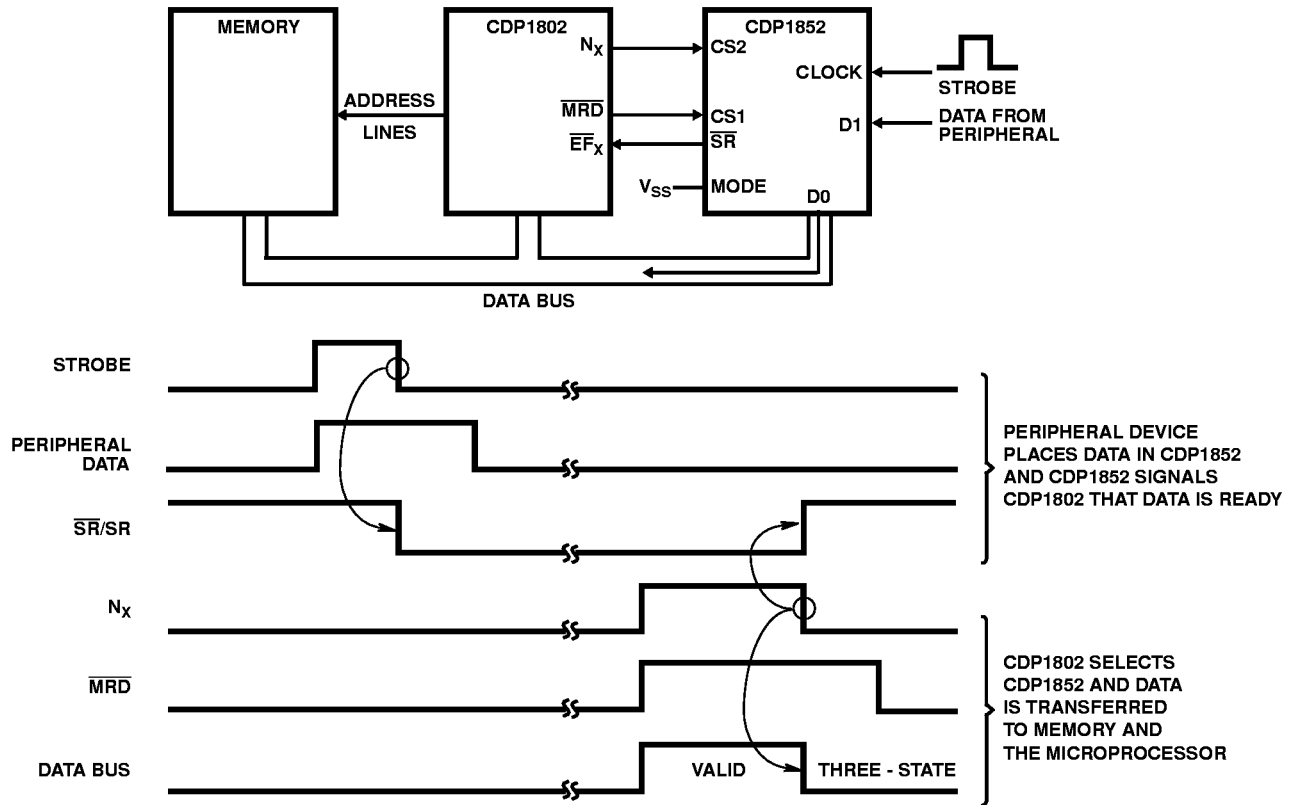 MEMORY
CDP1802
CDP1852
NX
CS2
CLOCK
STROBE
ADDRESS
LINES
MRD
CS1
D1
DATA FROM
PERIPHERAL
EFX
SR
VSS
MODE
D0
DATA BUS
STROBE
PERIPHERAL
DATA
SR/SR
PERIPHERAL DEVICE
PLACES DATA IN CDP1852
AND CDP1852 SIGNALS
CDP1802 THAT DATA IS READY
NX
MRD
DATA BUS
VALID
THREE - STATE
CDP1802 SELECTS
CDP1852 AND DATA
IS TRANSFERRED
TO MEMORY AND
THE MICROPROCESSOR